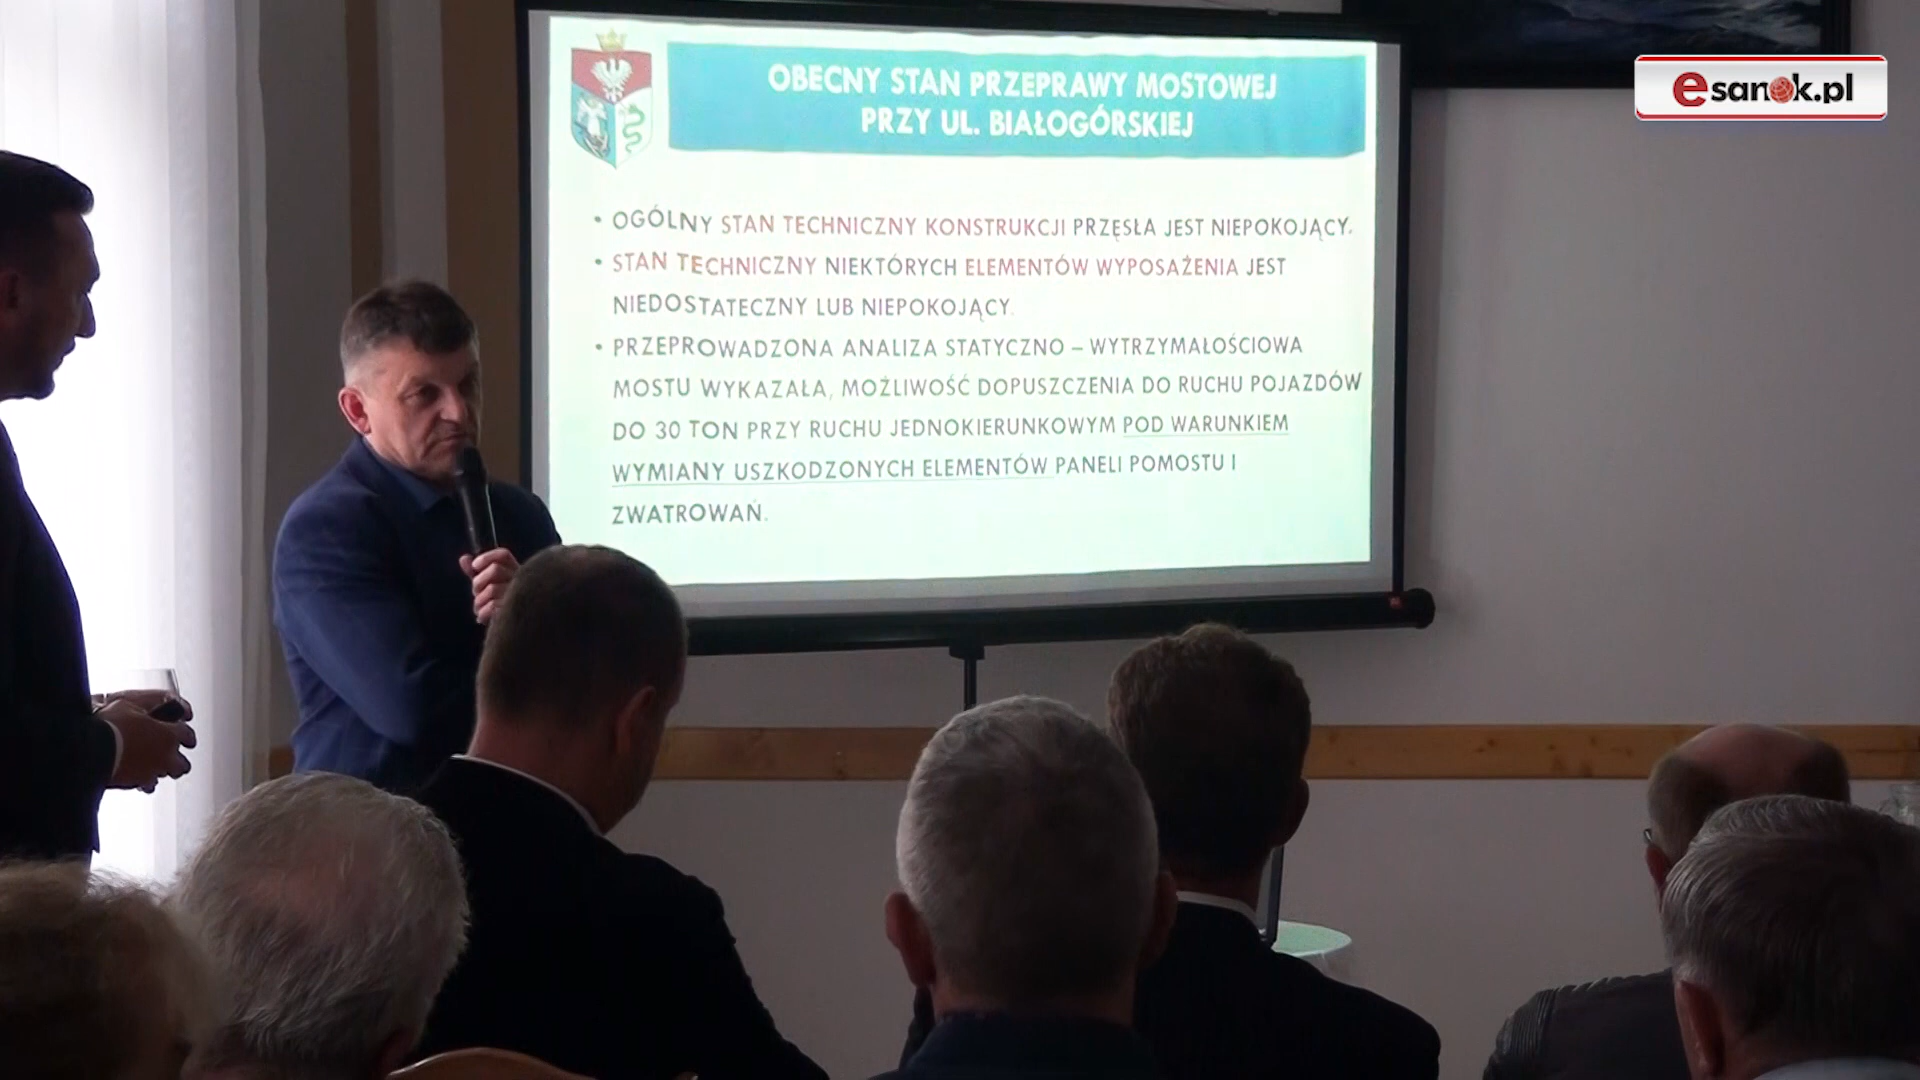 esanok.pl
OBECNY STAN PRZEPRAWY MOSTOWEJ
PRZY UL. BIAŁOGÓRSKIEJ
• OGÓLNY STAN TECHNICZNY KONSTRUKCJI PRZĘSŁA JEST NIEPOKOJĄCY.
• STAN TECHNICZNY NIEKTÓRYCH ELEMENTÓW WYPOSAŻENIA JEST
NIEDOSTATECZNY LUB NIEPOKOJĄCY.
• PRZEPROWADZONA ANALIZA STATYCZNO – WYTRZYMAŁOŚCIOWA
MOSTU WYKAZAŁA, MOŻLIWOŚĆ DOPUSZCZENIA DO RUCHU POJAZDÓW
DO 30 TON PRZY RUCHU JEDNOKIERUNKOWYM POD WARUNKIEM
WYMIANY USZKODZONYCH ELEMENTÓW PANELI POMOSTU I
ZWATROWAŃ.